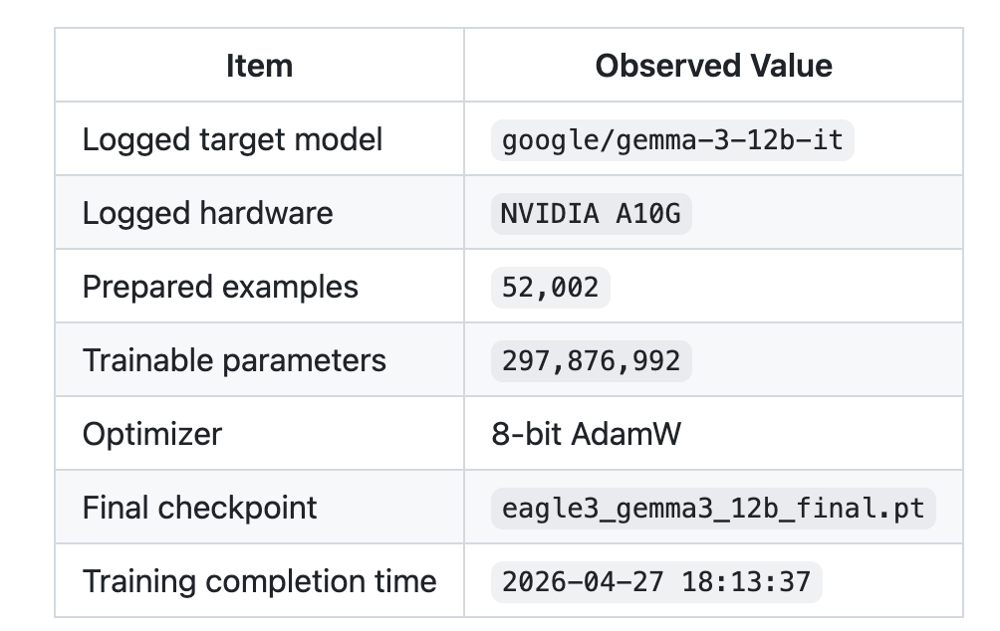 Item Observed Value
Logged target model google/gemma-3-12b-it
Logged hardware NVIDIA A10G
Prepared examples 52,002
Trainable parameters 297,876,992
Optimizer 8-bit AdamW
Final checkpoint eagle3_gemma3_12b_final.pt
Training completion time 2026-04-27 18:13:37